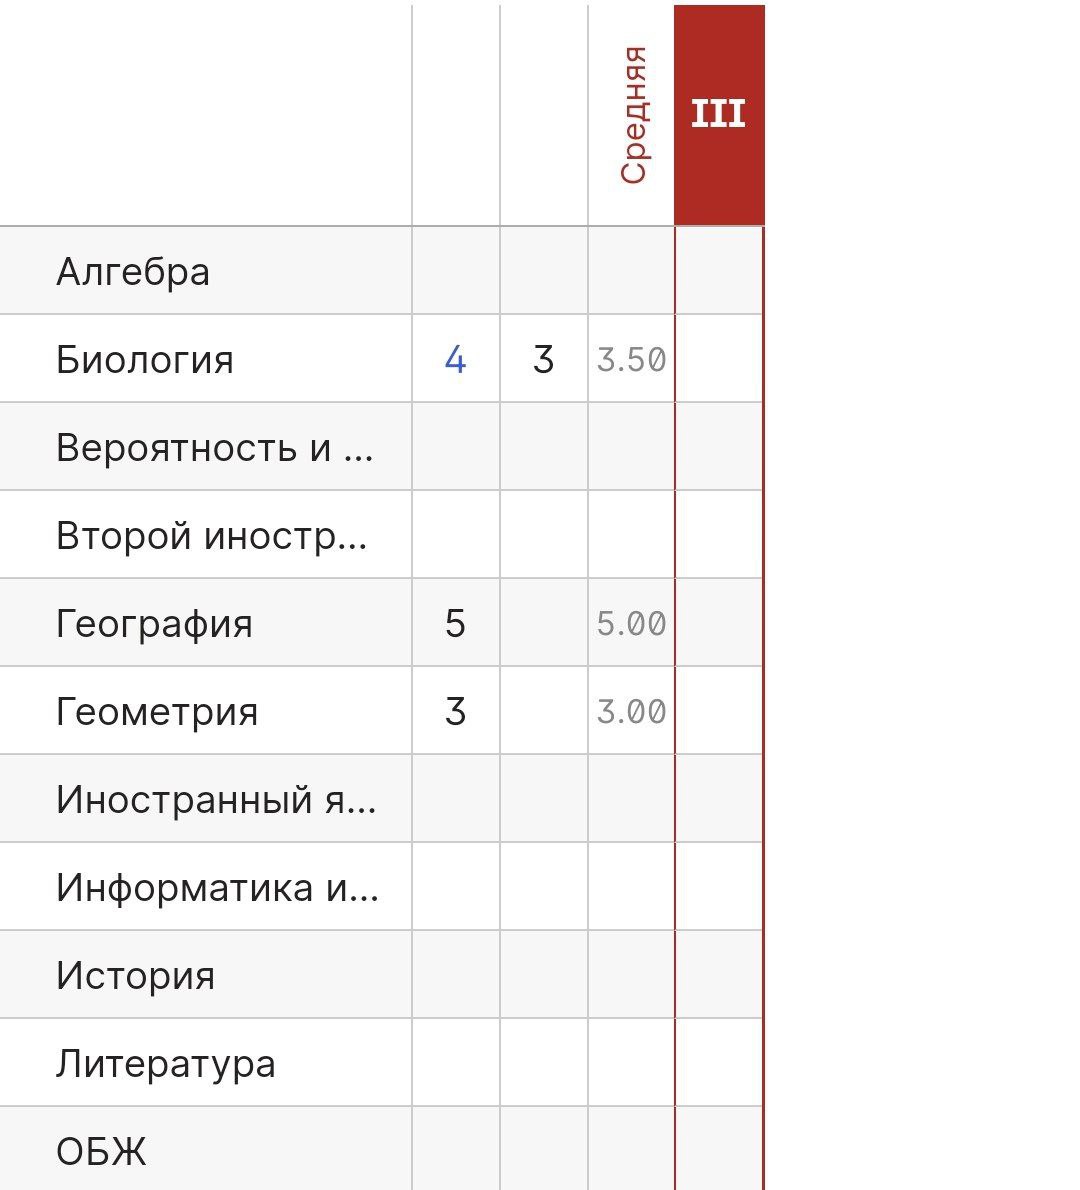 Средняя III
Алгебра
Биология 4 3 3.50
Вероятность и ...
Второй иностр...
География 5 5.00
Геометрия 3 3.00
Иностранный я...
Информатика и...
История
Литература
ОБЖ